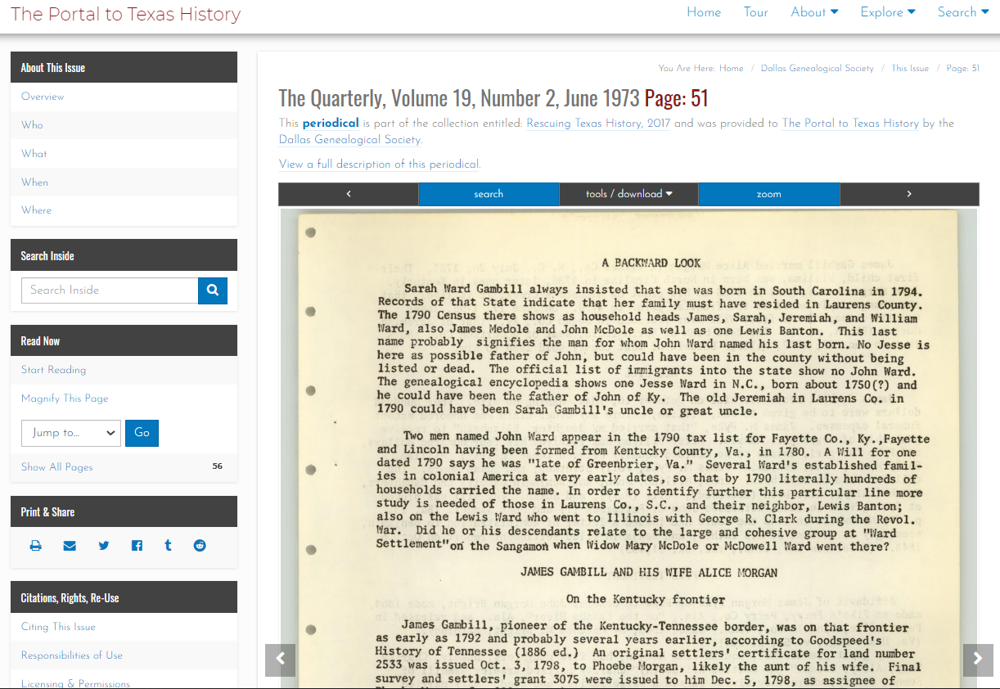 The Portal to Texas History
Home Tour About Explore Search
About This Issue
Overview
Who
What
When
Where
Search Inside
Search Inside
Read Now
Start Reading
Magnify This Page
Jump to... Go
Show All Pages 56
Print & Share
Citations, Rights, Re-Use
Citing This Issue
Responsibilities of Use
Licensing & Permissions
You Are Here: Home / Dallas Genealogical Society / This Issue / Page: 51
The Quarterly, Volume 19, Number 2, June 1973 Page: 51
This periodical is part of the collection entitled: Rescuing Texas History, 2017 and was provided to The Portal to Texas History by the
Dallas Genealogical Society.
View a full description of this periodical.
search tools / download zoom
A BACKWARD LOOK
Sarah Ward Gambill always insisted that she was born in South Carolina in 1794.
Records of that State indicate that her family must have resided in Laurens County.
The 1790 Census there shows as household heads James, Sarah, Jeremiah, and William
Ward, also James Medole and John McDole as well as one Lewis Banton. This last
name probably signifies the man for whom John Ward named his last born. No Jesse is
here as possible father of John, but could have been in the county without being
listed or dead. The official list of immigrants into the state show no John Ward.
The genealogical encyclopedia shows one Jesse Ward in N.C., born about 1750(?) and
he could have been the father of John of Ky. The old Jeremiah in Laurens Co. in
1790 could have been Sarah Gambill's uncle or great uncle.
Two men named John Ward appear in the 1790 tax list for Fayette Co., Ky.,Fayette
and Lincoln having been formed from Kentucky County, Va., in 1780. A Will for one
dated 1790 says he was "late of Greenbrier, Va." Several Ward's established famil-
ies in colonial America at very early dates, so that by 1790 literally hundreds of
households carried the name. In order to identify further this particular line more
study is needed of those in Laurens Co., S.C., and their neighbor, Lewis Banton;
also on the Lewis Ward who went to Illinois with George R. Clark during the Revol.
War. Did he or his descendants relate to the large and cohesive group at "Ward
Settlement"on the Sangamon when Widow Mary McDole or McDowell Ward went there?
JAMES GAMBILL AND HIS WIFE ALICE MORGAN
On the Kentucky frontier
James Gambill, pioneer of the Kentucky-Tennessee border, was on that frontier
as early as 1792 and probably several years earlier, according to Goodspeed's
History of Tennessee (1886 ed.) An original settlers' certificate for land number
2533 was issued Oct. 3, 1798, to Phoebe Morgan, likely the aunt of his wife. Final
survey and settlers' grant 3075 were issued to him Dec. 5, 1798, as assignee of